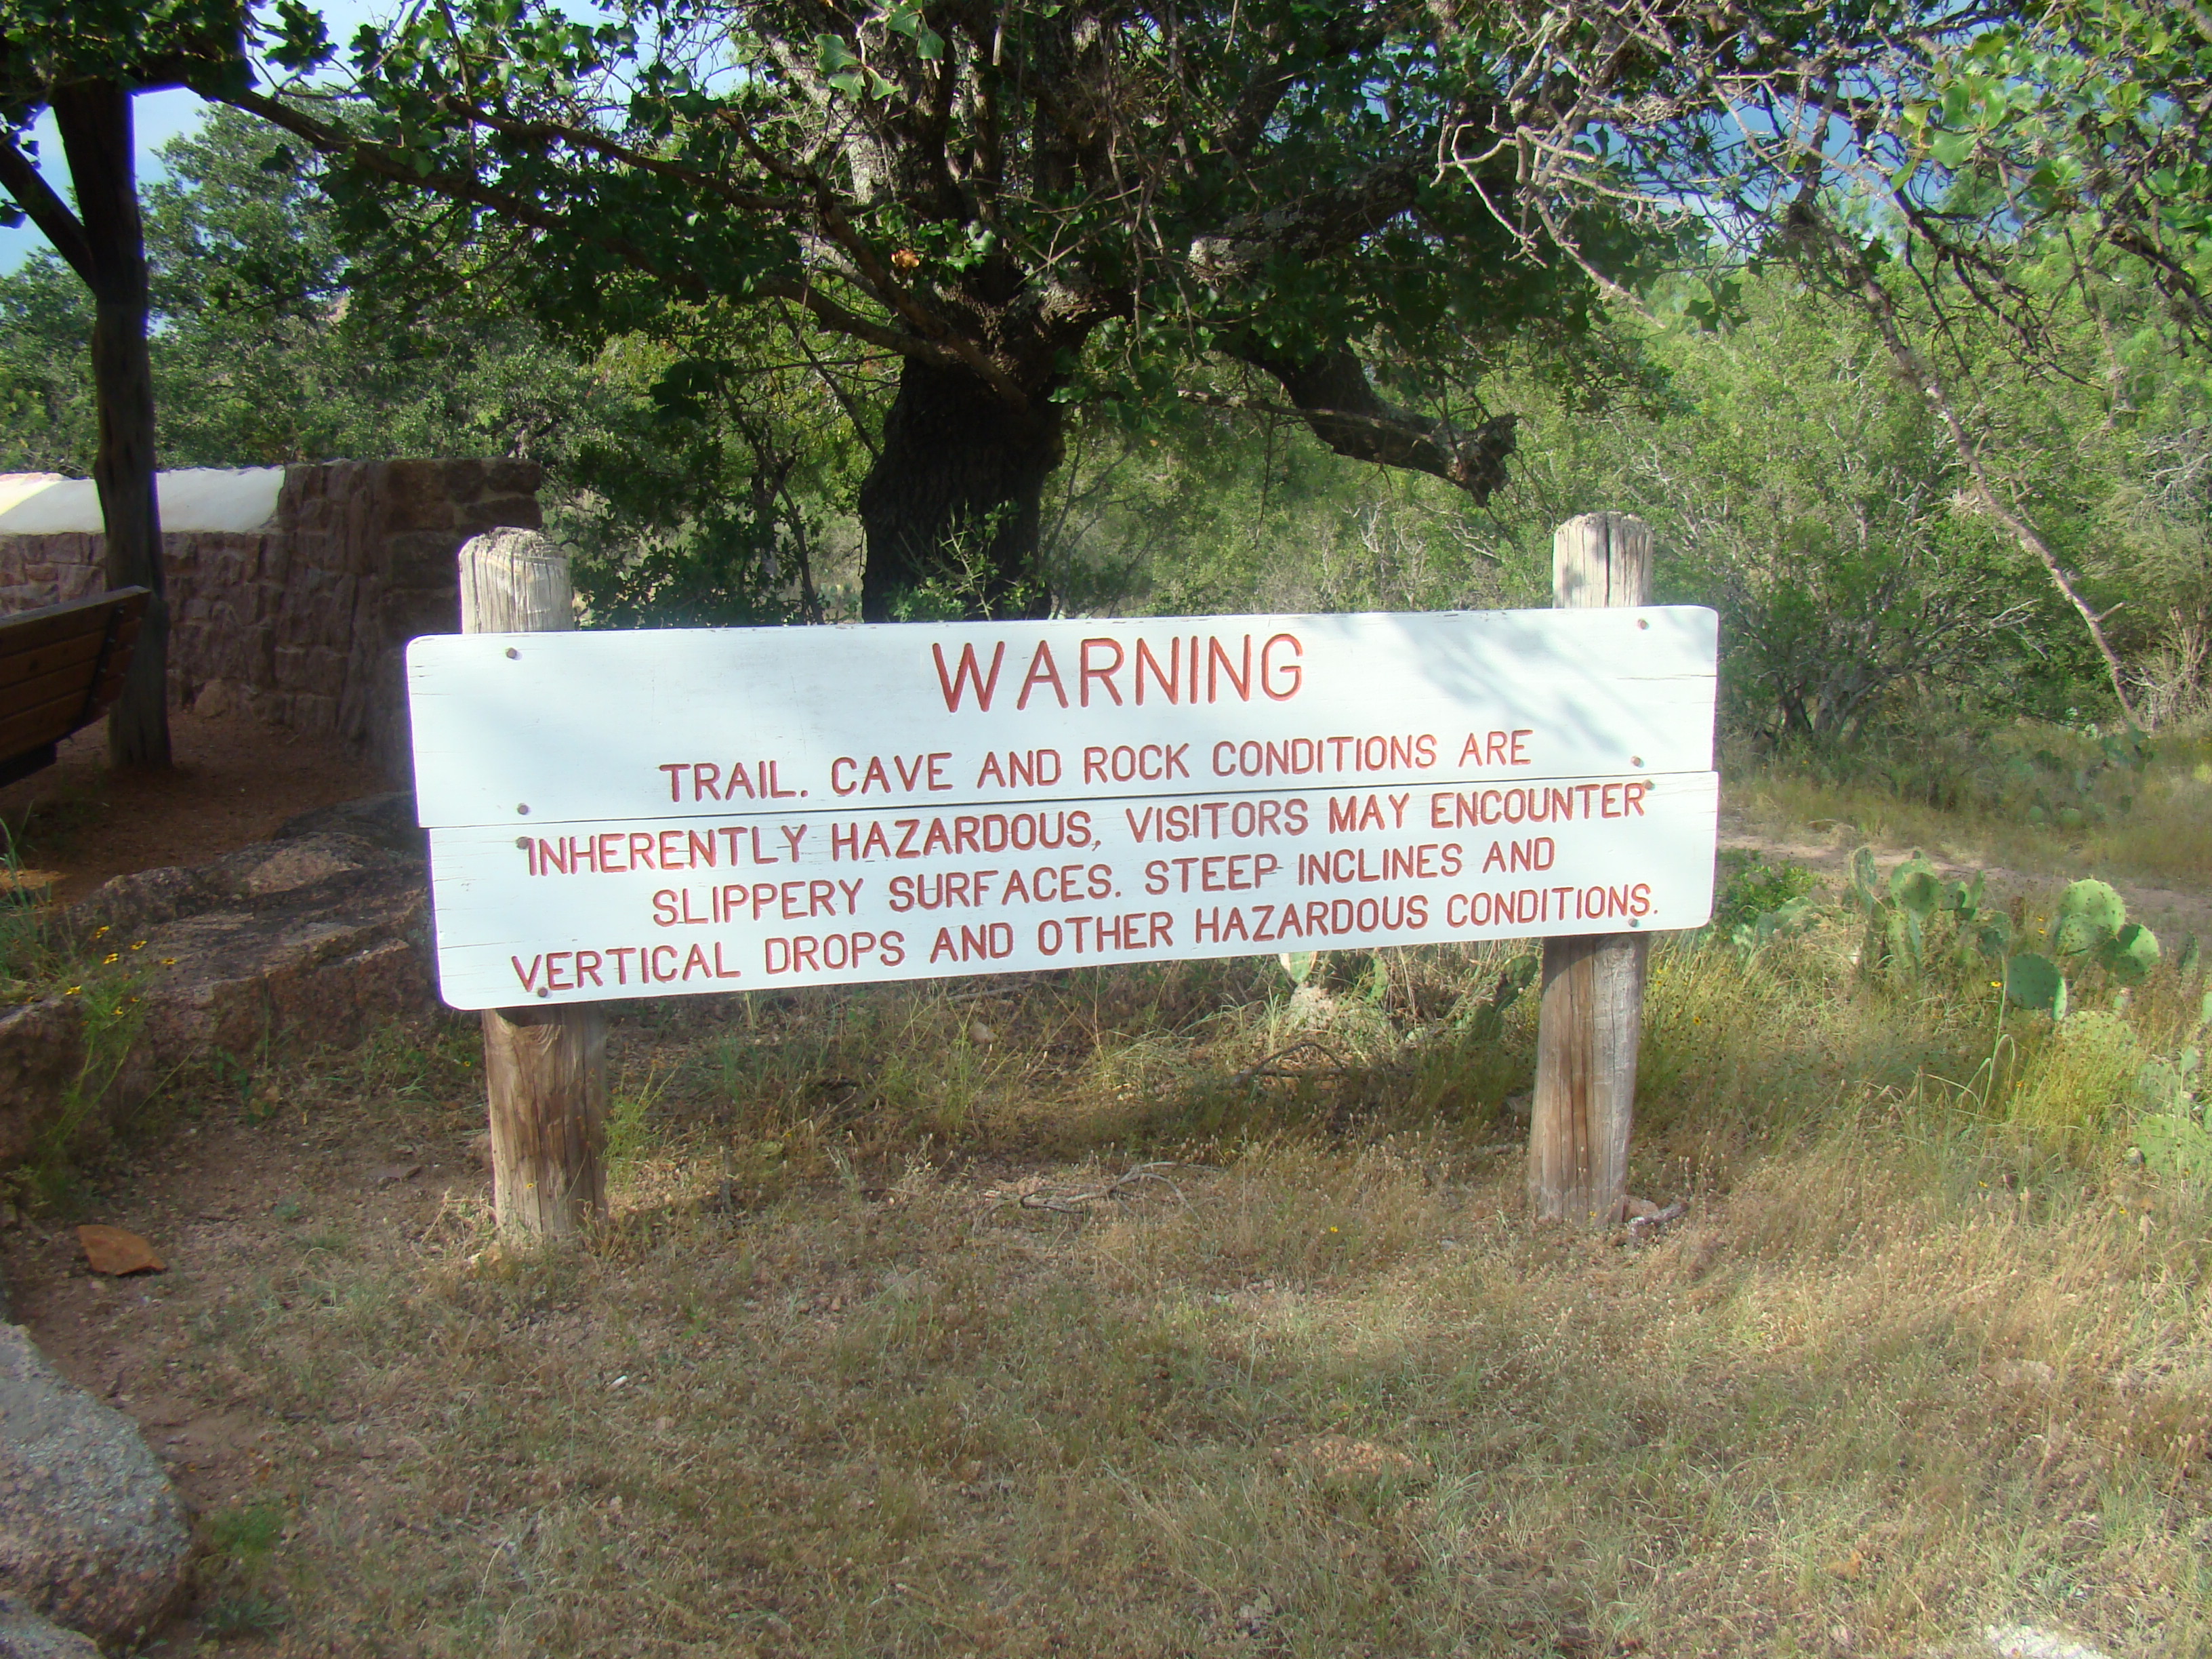 WARNING
TRAIL. CAVE AND ROCK CONDITIONS ARE
INHERENTLY HAZARDOUS, VISITORS MAY ENCOUNTER
SLIPPERY SURFACES. STEEP INCLINES AND
VERTICAL DROPS AND OTHER HAZARDOUS CONDITIONS.